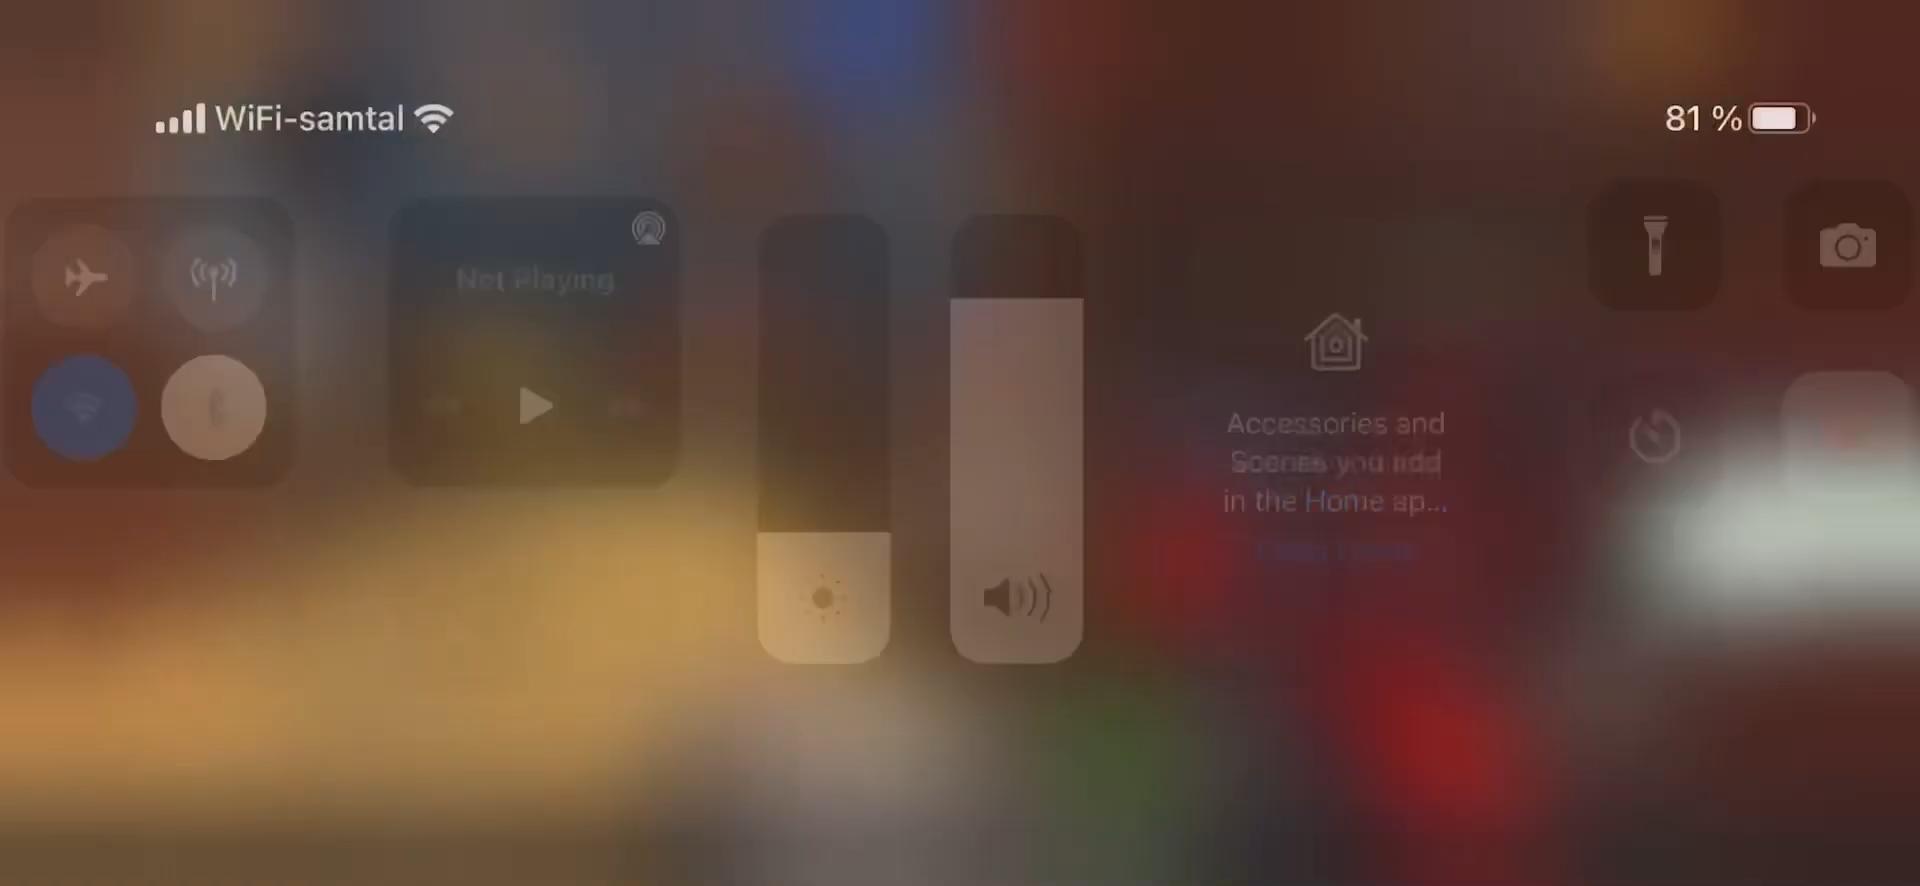 WiFi-samtal
81 %
Not Playing
Accessories and
Scenes you add
in the Home ap...